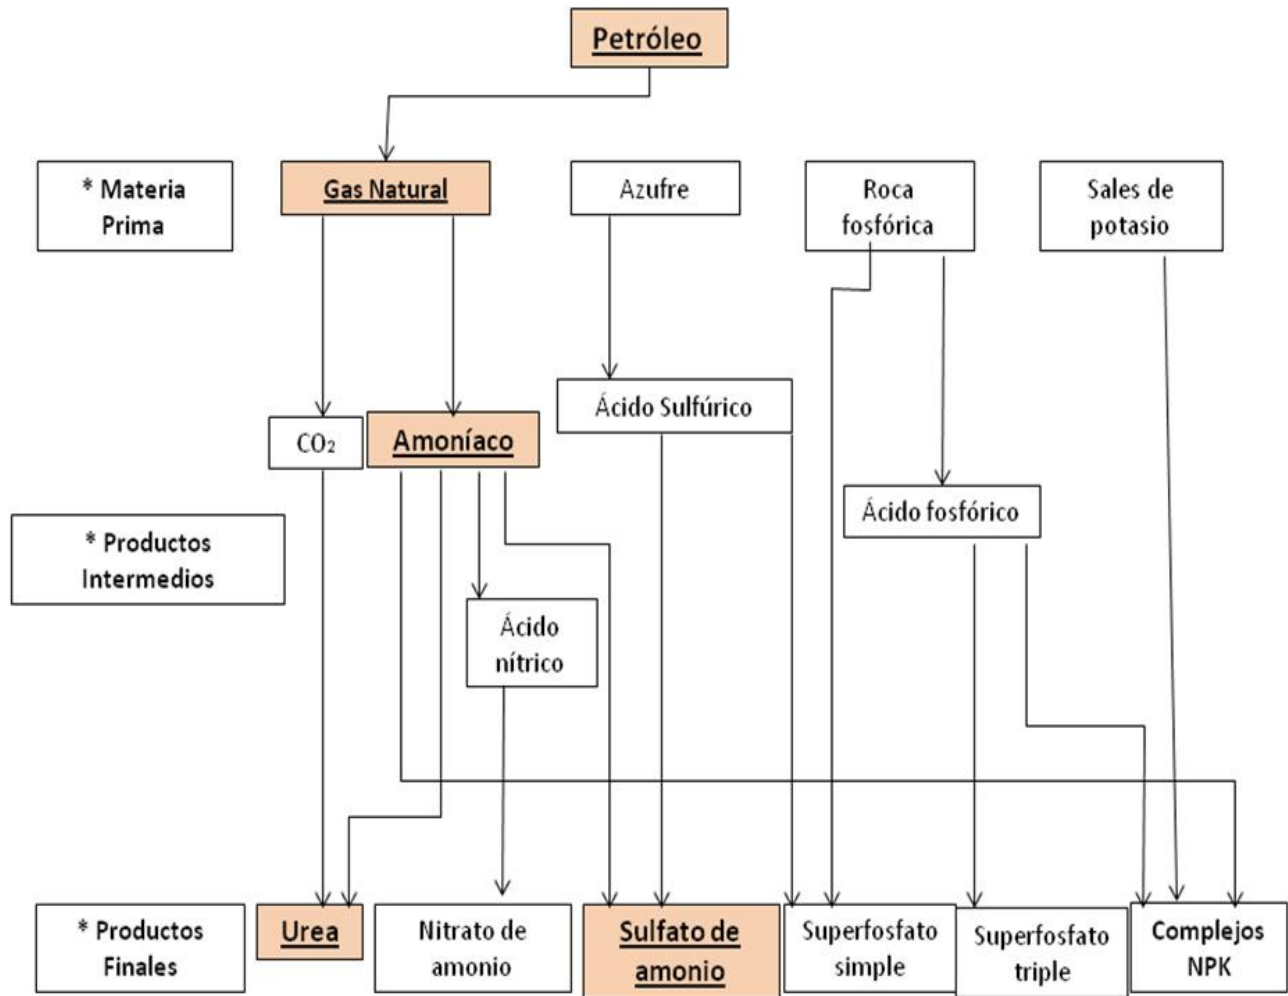 Petróleo
* Materia
Prima
Gas Natural
Azufre
Roca
fosfórica
Sales de
potasio
Ácido Sulfúrico
CO₂
Amoníaco
Ácido fosfórico
* Productos
Intermedios
Ácido
nítrico
* Productos
Finales
Urea
Nitrato de
amonio
Sulfato de
amonio
Superfosfato
simple
Superfosfato
triple
Complejos
NPK